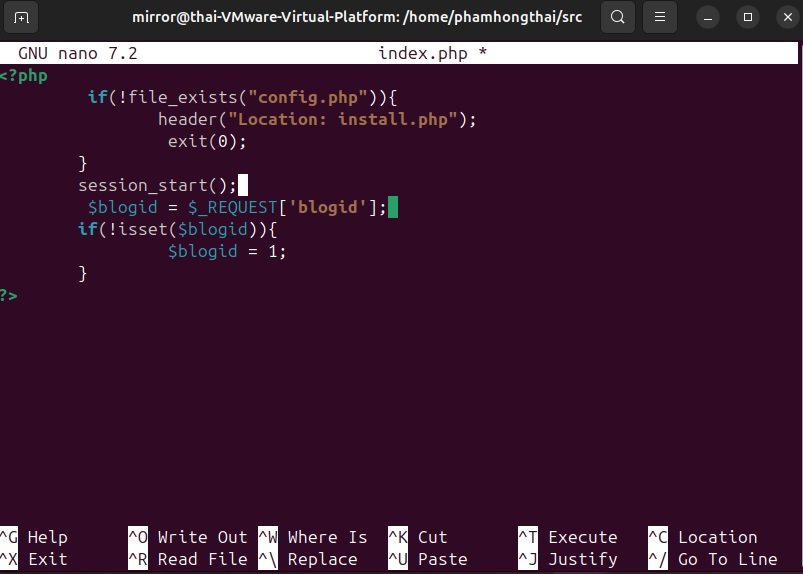 mirror@thai-VMware-Virtual-Platform: /home/phamhongthai/src
GNU nano 7.2 index.php *
<?php
if(!file_exists("config.php")){
header("Location: install.php");
exit(0);
}
session_start();
$blogid = $_REQUEST['blogid'];
if(!isset($blogid)){
$blogid = 1;
}
?>
^G Help ^O Write Out ^W Where Is ^K Cut ^T Execute ^C Location
^X Exit ^R Read File ^\ Replace ^U Paste ^J Justify ^/ Go To Line